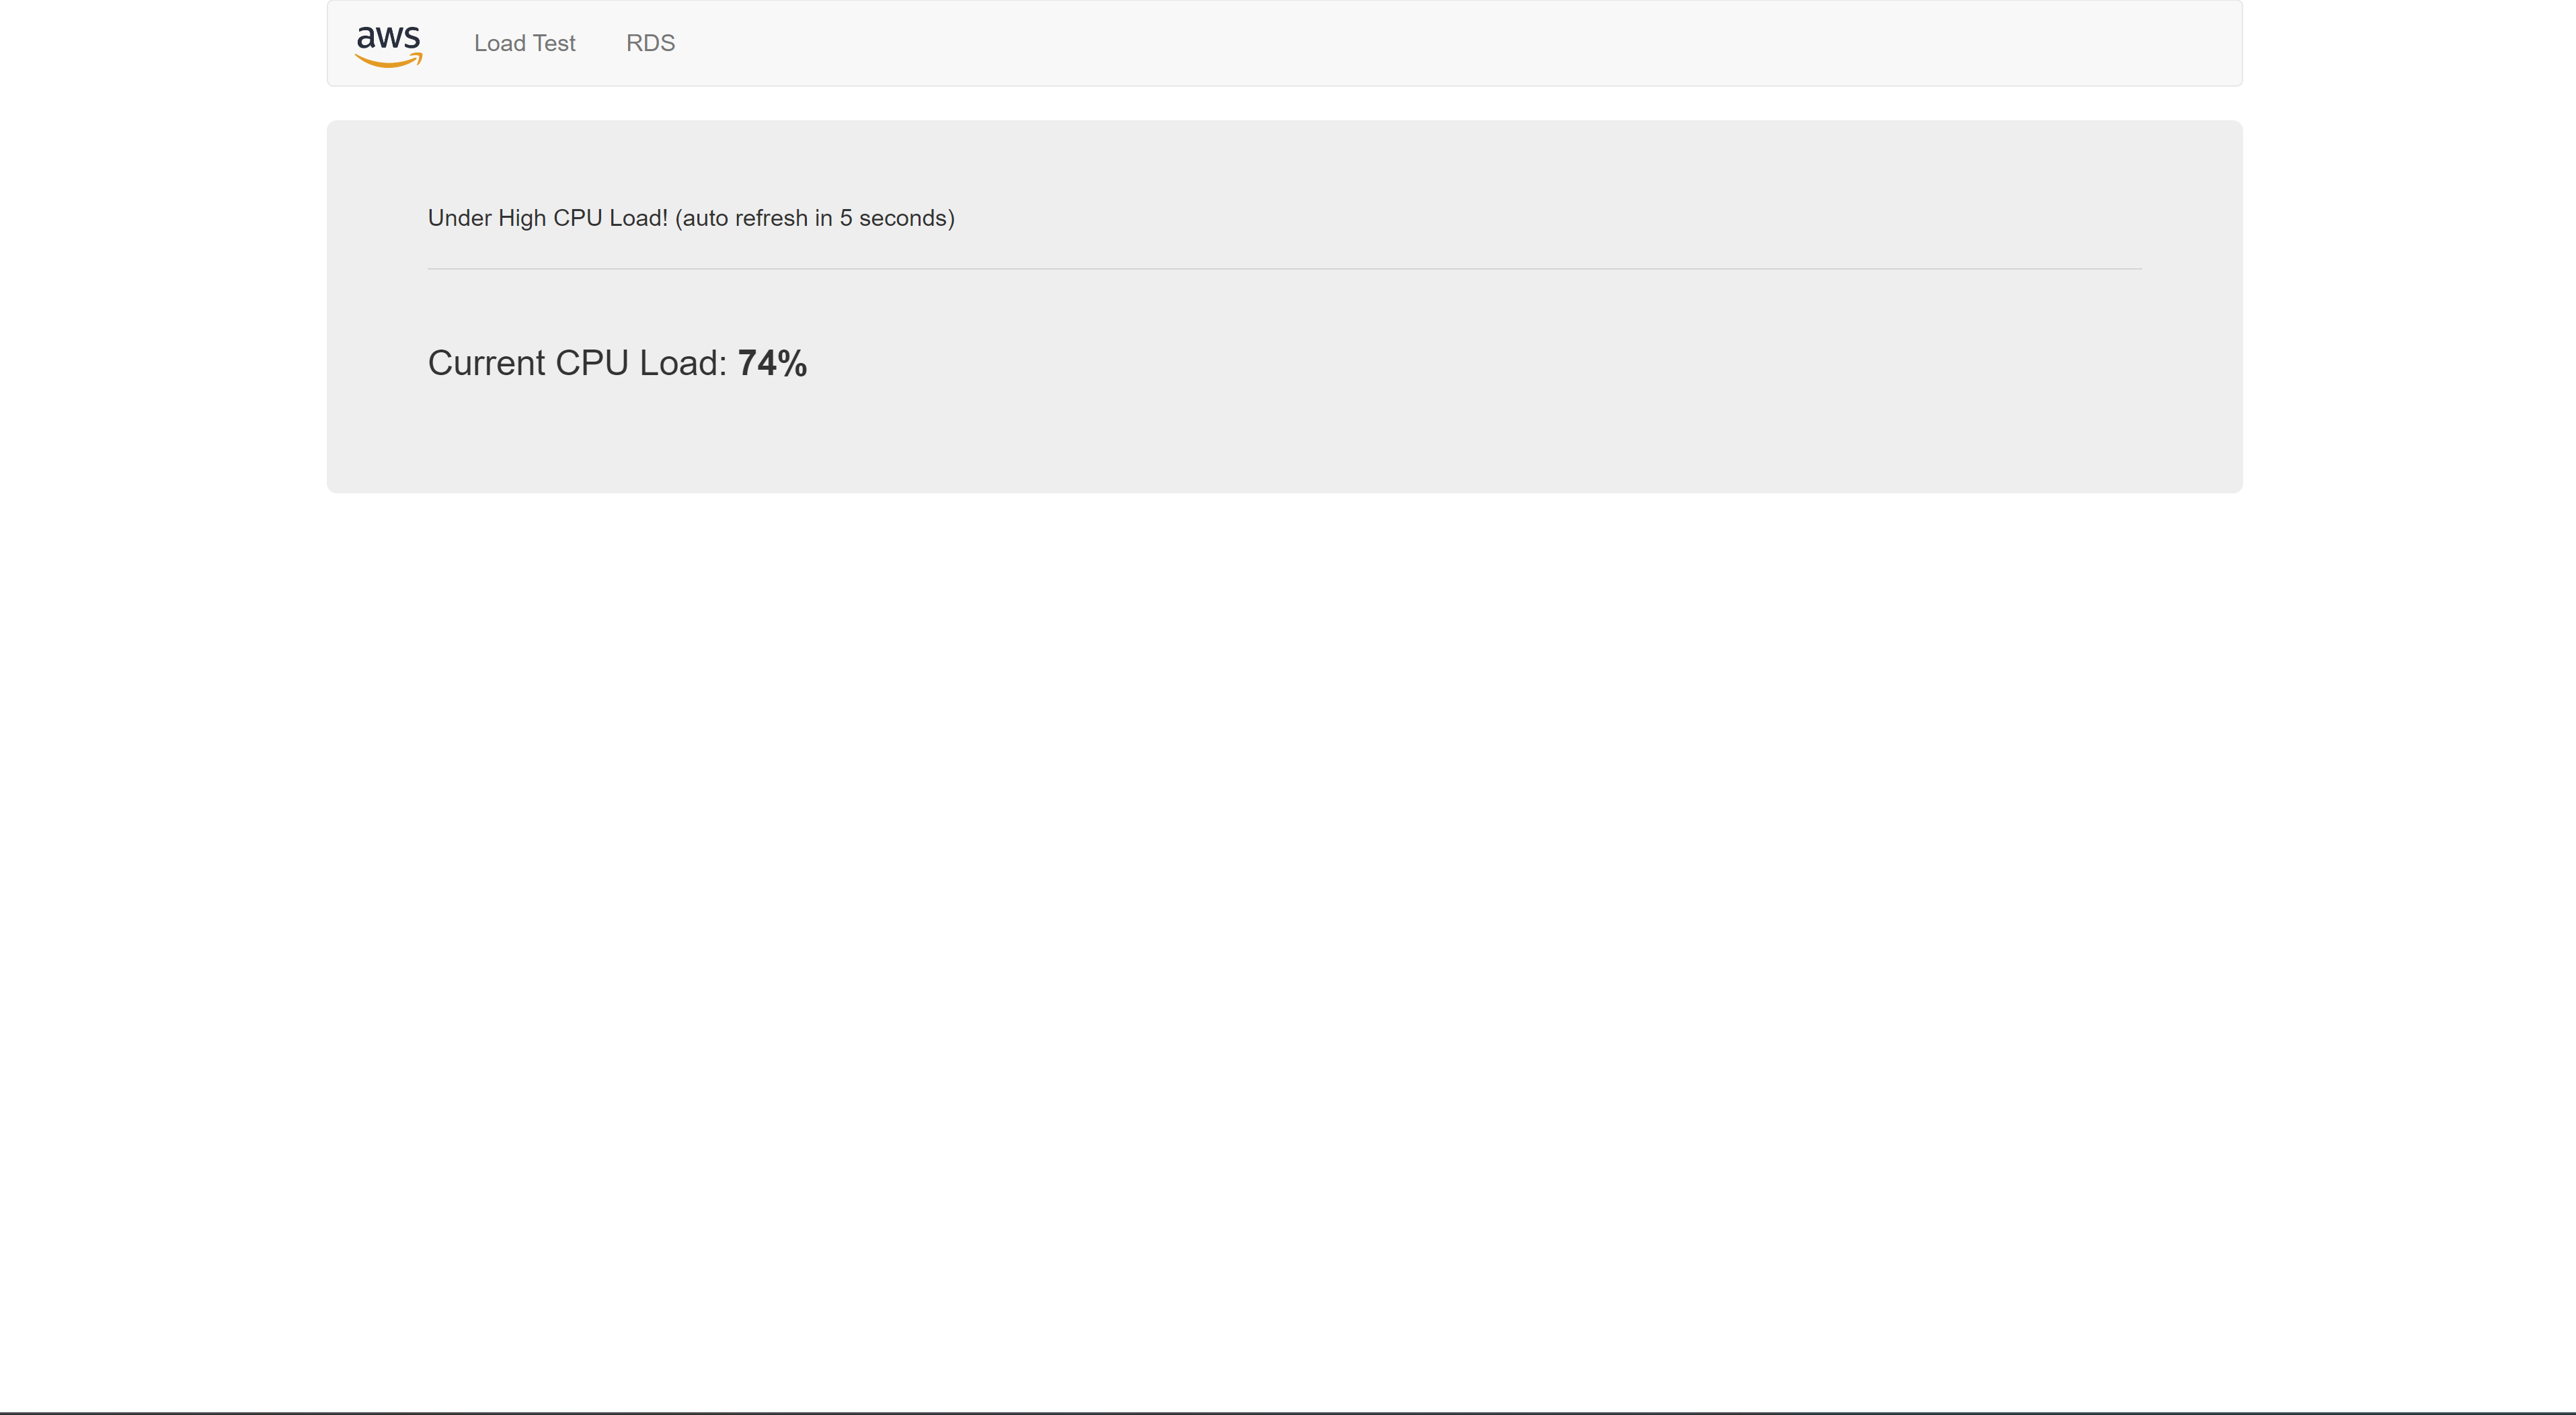 aws
Load Test
RDS
Under High CPU Load! (auto refresh in 5 seconds)
Current CPU Load: 74%